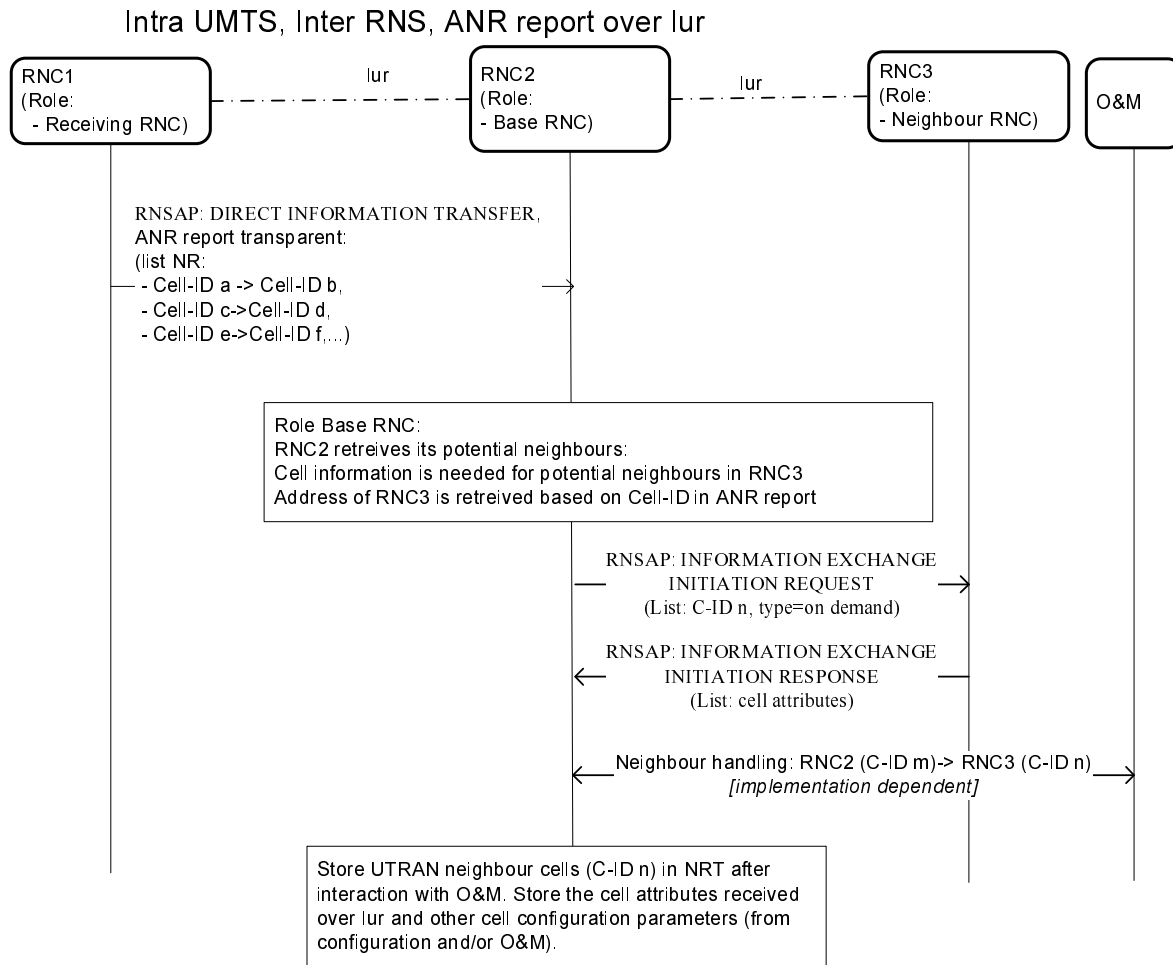 Intra UMTS, Inter RNS, ANR report over Iur
RNC1
(Role:
- Receiving RNC)
Iur
RNC2
(Role:
- Base RNC)
Iur
RNC3
(Role:
- Neighbour RNC)
O&M
RNSAP: DIRECT INFORMATION TRANSFER,
ANR report transparent:
(list NR:
- Cell-ID a -> Cell-ID b,
- Cell-ID c->Cell-ID d,
- Cell-ID e->Cell-ID f,...)
Role Base RNC:
RNC2 retreives its potential neighbours:
Cell information is needed for potential neighbours in RNC3
Address of RNC3 is retreived based on Cell-ID in ANR report
RNSAP: INFORMATION EXCHANGE
INITIATION REQUEST
(List: C-ID n, type=on demand)
RNSAP: INFORMATION EXCHANGE
INITIATION RESPONSE
(List: cell attributes)
Neighbour handling: RNC2 (C-ID m)-> RNC3 (C-ID n)
[implementation dependent]
Store UTRAN neighbour cells (C-ID n) in NRT after
interaction with O&M. Store the cell attributes received
over Iur and other cell configuration parameters (from
configuration and/or O&M).